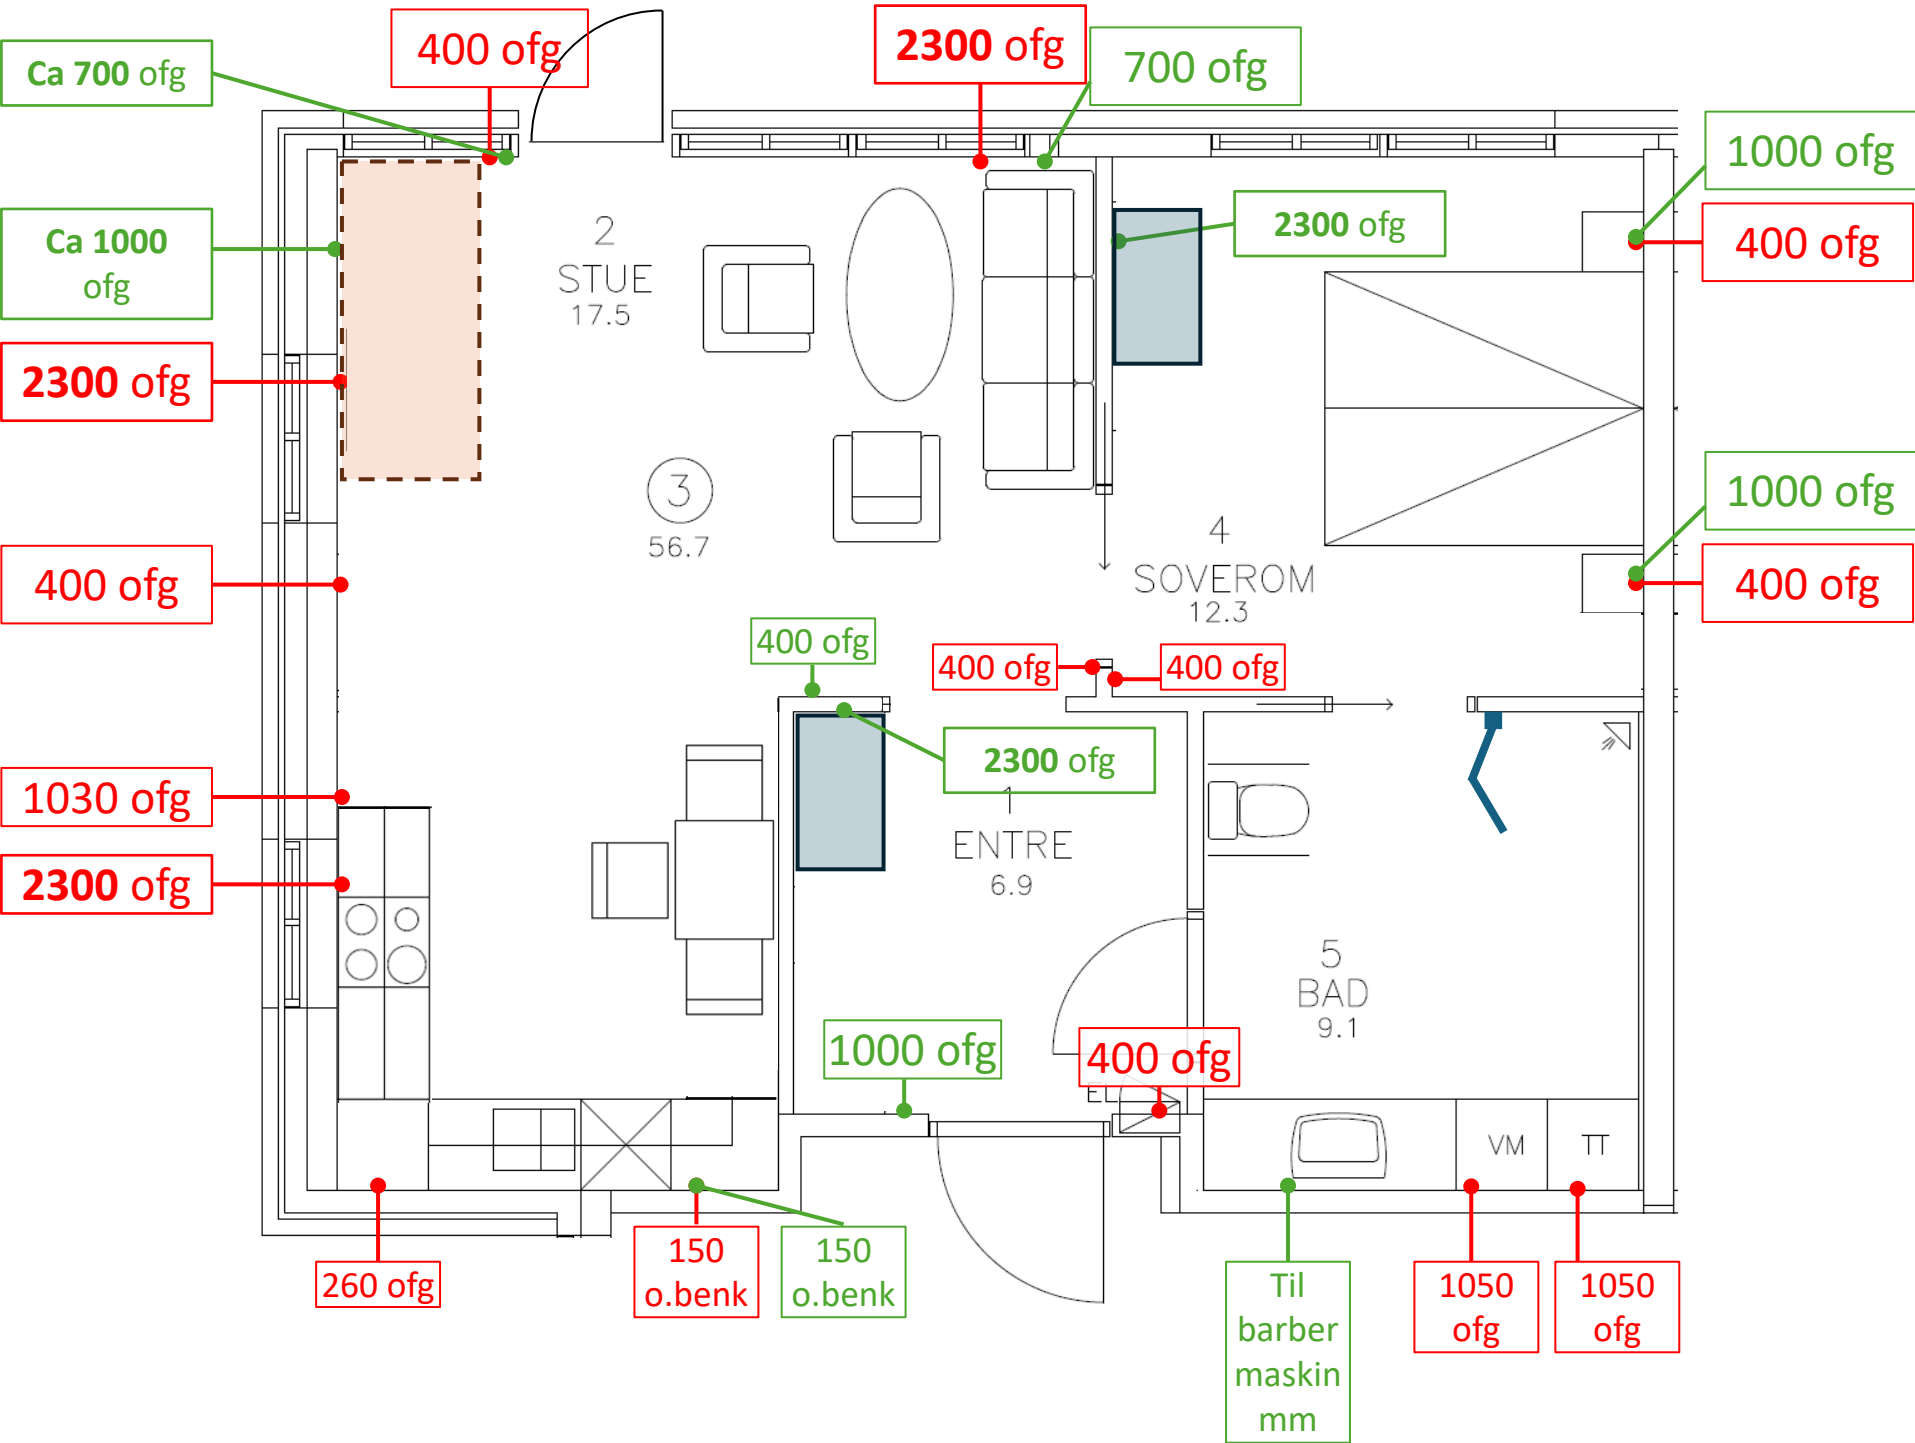 400 ofg
2300 ofg
700 ofg
Ca 700 ofg
1000 ofg
2300 ofg
400 ofg
Ca 1000
ofg
2
STUE
17.5
2300 ofg
3
56.7
1000 ofg
4
SOVEROM
12.3
400 ofg
400 ofg
400 ofg
400 ofg
400 ofg
2300 ofg
1030 ofg
1
ENTRE
6.9
2300 ofg
5
BAD
9.1
1000 ofg
400 ofg
EL
VM
TT
260 ofg
150
o.benk
150
o.benk
Til
barber
maskin
mm
1050
ofg
1050
ofg